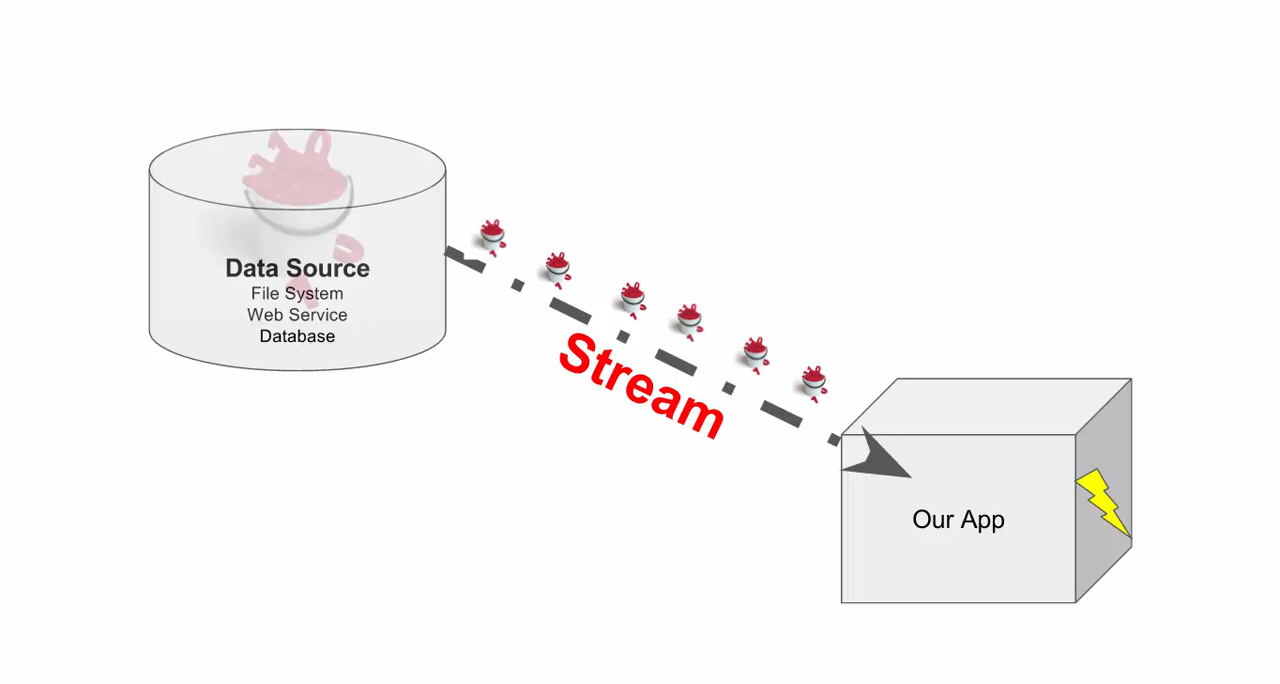 Data Source
File System
Web Service
Database
Stream
Our App